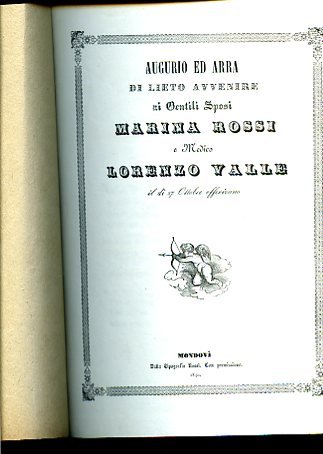 AUGURIO ED ARRA
DI LIETO AVVENIRE
ai Gentili Sposi
MARINA ROSSI
e Medico
LORENZO VALLE
il dì 27 Ottobre offerivano
MONDOVÌ
Dalla Tipografia Rossi. Con permissione.